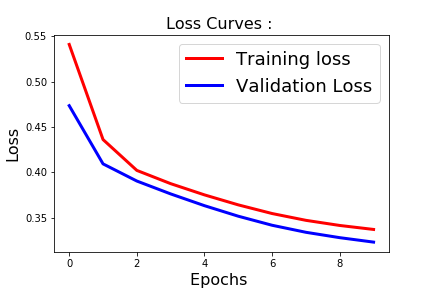 Loss Curves :
Training loss
Validation Loss
0.55
0.50
0.45
0.40
0.35
Loss
0 2 4 6 8
Epochs